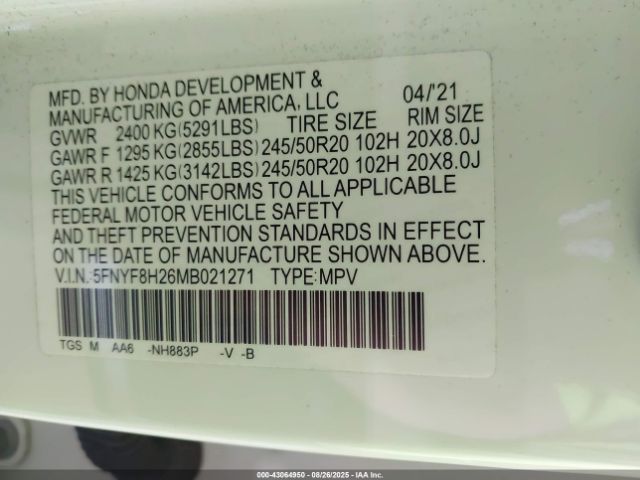 MFD. BY HONDA DEVELOPMENT &
MANUFACTURING OF AMERICA, LLC 04/'21
GVWR 2400 KG(5291LBS) TIRE SIZE RIM SIZE
GAWR F 1295 KG(2855LBS) 245/50R20 102H 20X8.0J
GAWR R 1425 KG(3142LBS) 245/50R20 102H 20X8.0J
THIS VEHICLE CONFORMS TO ALL APPLICABLE
FEDERAL MOTOR VEHICLE SAFETY
AND THEFT PREVENTION STANDARDS IN EFFECT
ON THE DATE OF MANUFACTURE SHOWN ABOVE.
V.I.N.:5FNYF8H26MB021271 TYPE:MPV
TGS M AA6 -NH883P -V -B
000-43064950 - 08/26/2025 - IAA Inc.